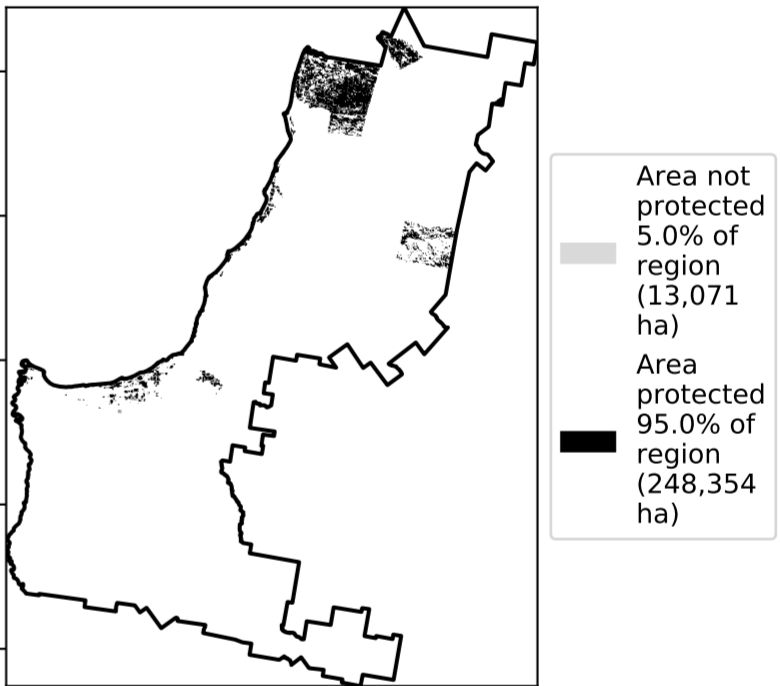 Area not
protected
5.0% of
region
(13,071
ha)
Area
protected
95.0% of
region
(248,354
ha)